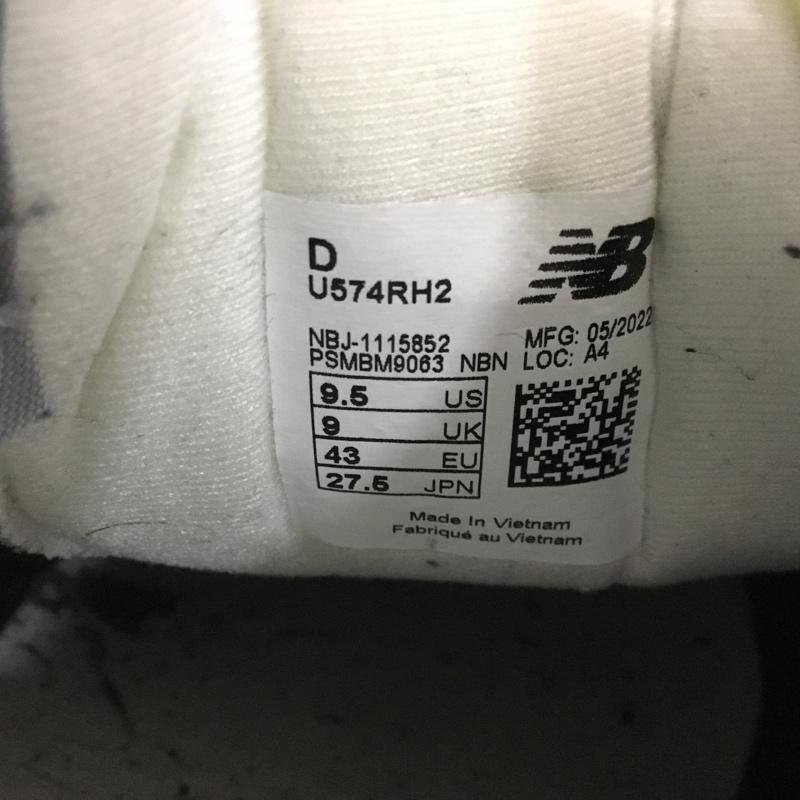 D
U574RH2
NB
NBJ-1115852
PSMBM9063 NBN
MFG: 05/2022
LOC: A4
9.5 US
9 UK
43 EU
27.5 JPN
Made In Vietnam
Fabriqué au Vietnam